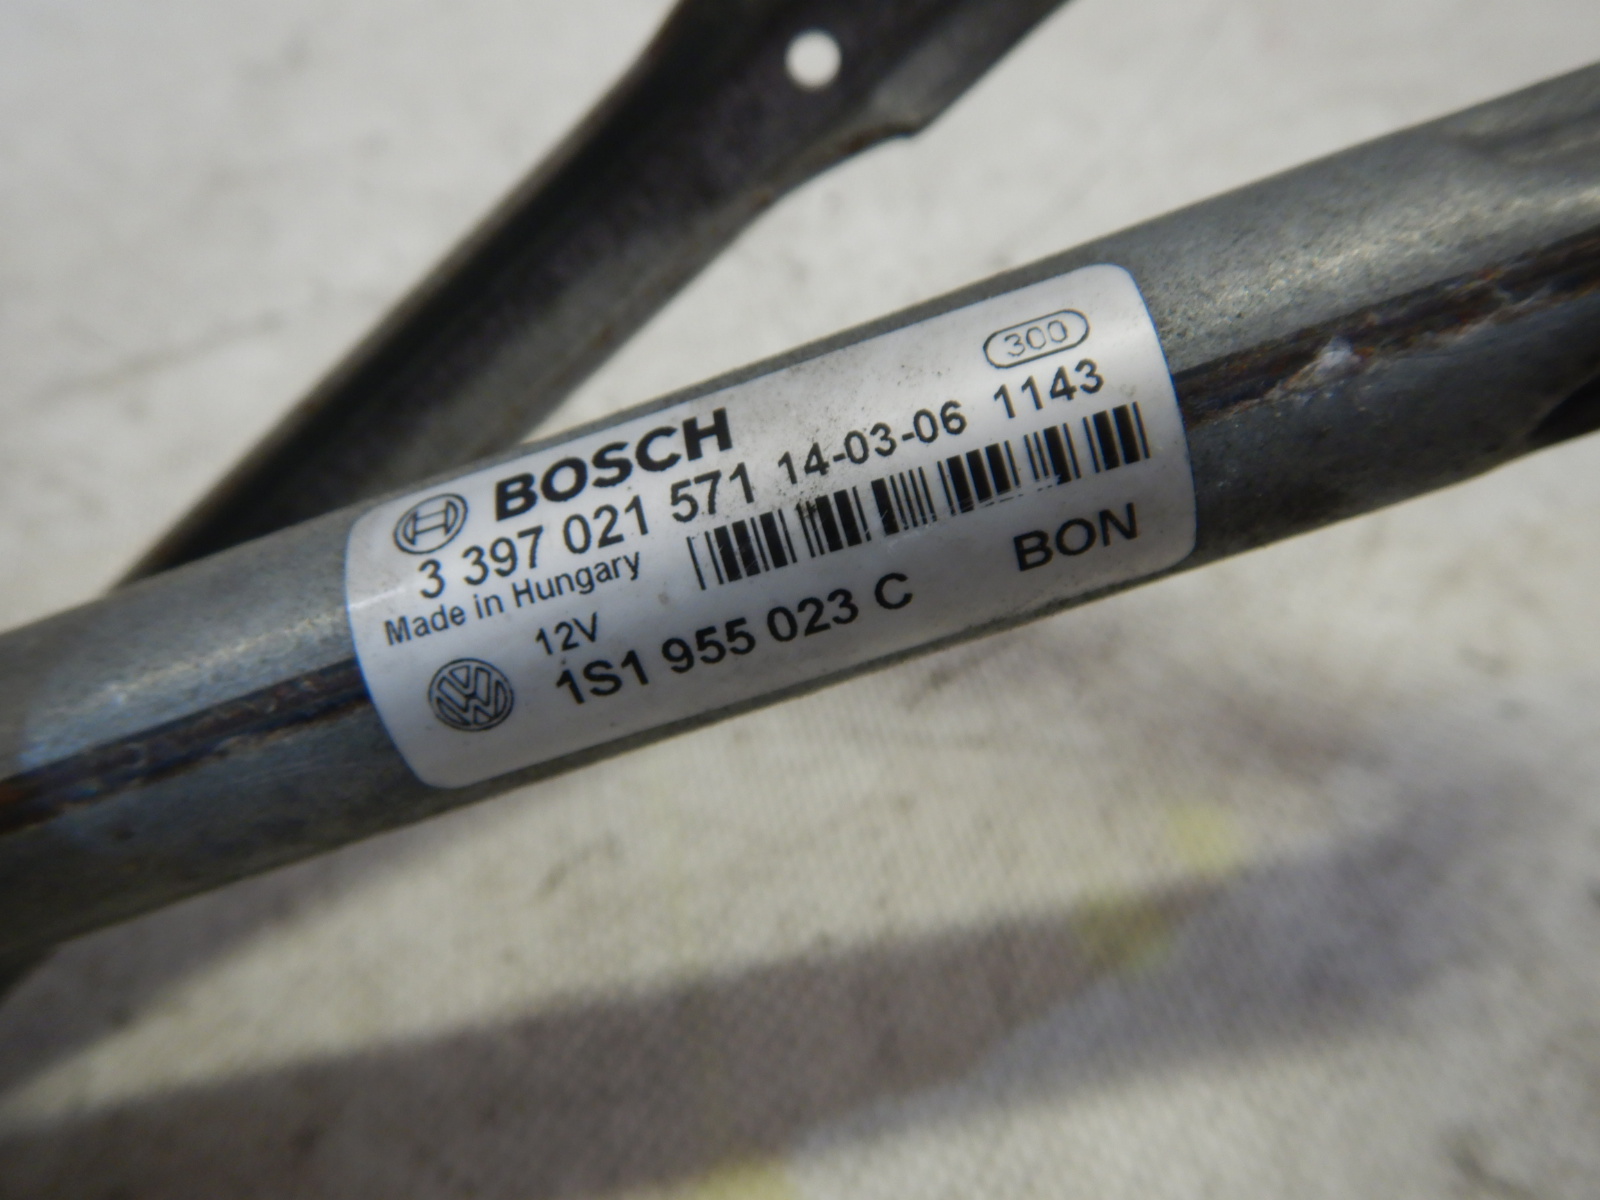 300
BOSCH
3 397 021 571 14-03-06 1143
Made in Hungary
12V
1S1 955 023 C BON